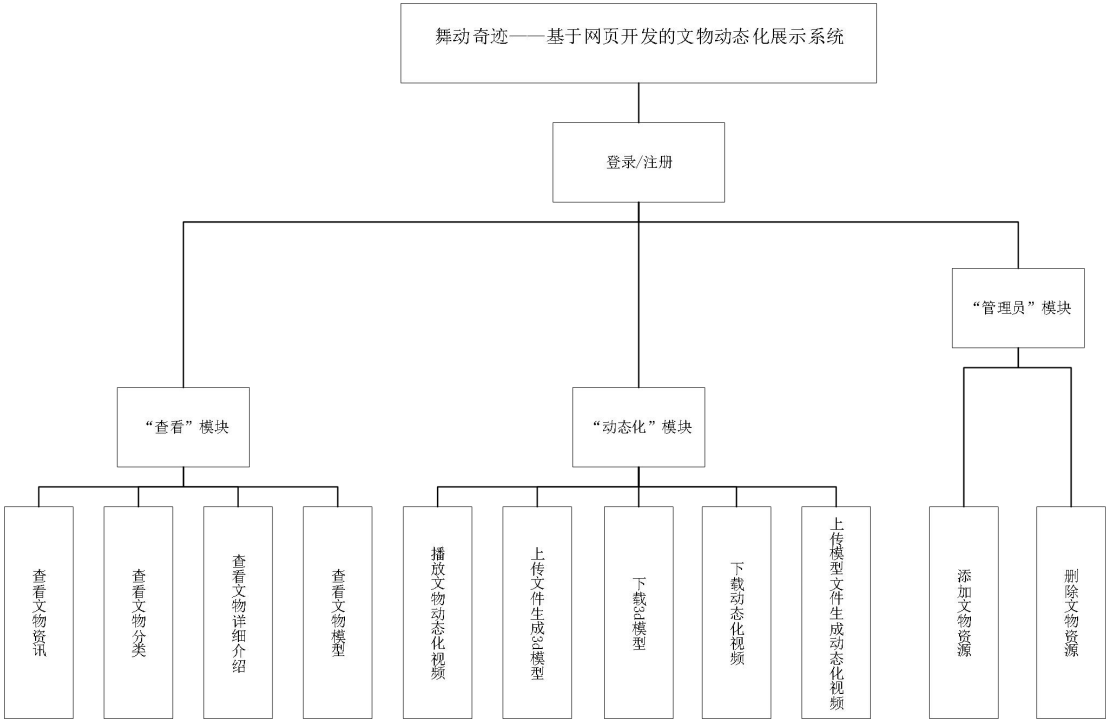 舞动奇迹——基于网页开发的文物动态化展示系统
登录/注册
“管理员”模块
“查看”模块
“动态化”模块
查看文物资讯
查看文物分类
查看文物详细介绍
查看文物模型
播放文物动态化视频
上传文件生成3d模型
下载3d模型
下载动态化视频
上传模型文件生成动态化视频
添加文物资源
删除文物资源